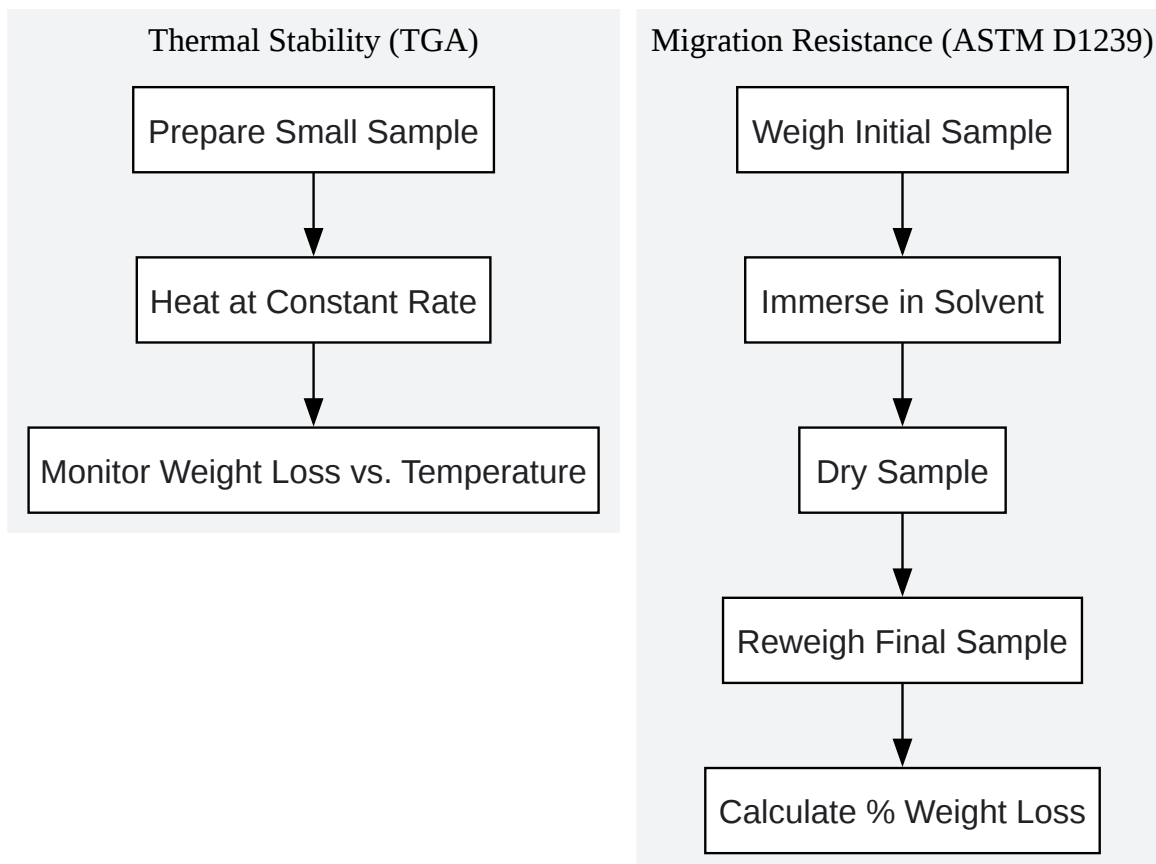 Thermal Stability (TGA)
Prepare Small Sample
Heat at Constant Rate
Monitor Weight Loss vs. Temperature
Migration Resistance (ASTM D1239)
Weigh Initial Sample
Immerse in Solvent
Dry Sample
Reweigh Final Sample
Calculate % Weight Loss